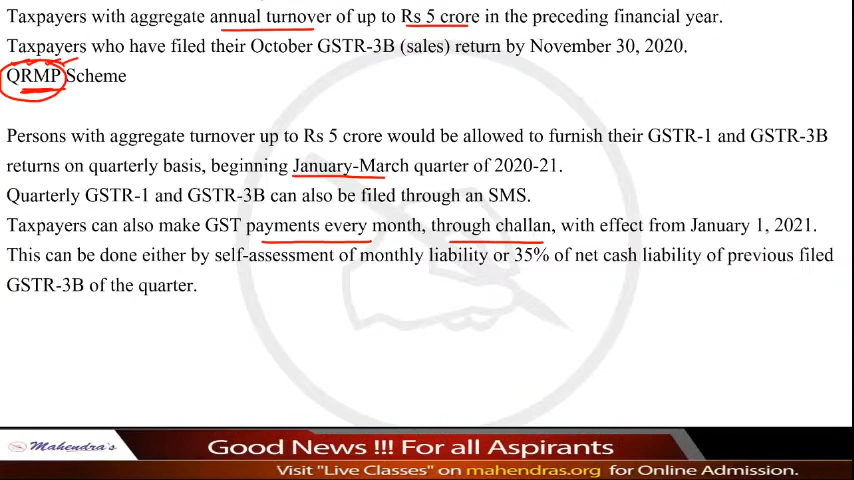 Taxpayers with aggregate annual turnover of up to Rs 5 crore in the preceding financial year.
Taxpayers who have filed their October GSTR-3B (sales) return by November 30, 2020.
QRMP Scheme
Persons with aggregate turnover up to Rs 5 crore would be allowed to furnish their GSTR-1 and GSTR-3B
returns on quarterly basis, beginning January-March quarter of 2020-21.
Quarterly GSTR-1 and GSTR-3B can also be filed through an SMS.
Taxpayers can also make GST payments every month, through challan, with effect from January 1, 2021.
This can be done either by self-assessment of monthly liability or 35% of net cash liability of previous filed
GSTR-3B of the quarter.
Mahendra's
Good News !!! For all Aspirants
Visit "Live Classes" on mahendras.org for Online Admission.